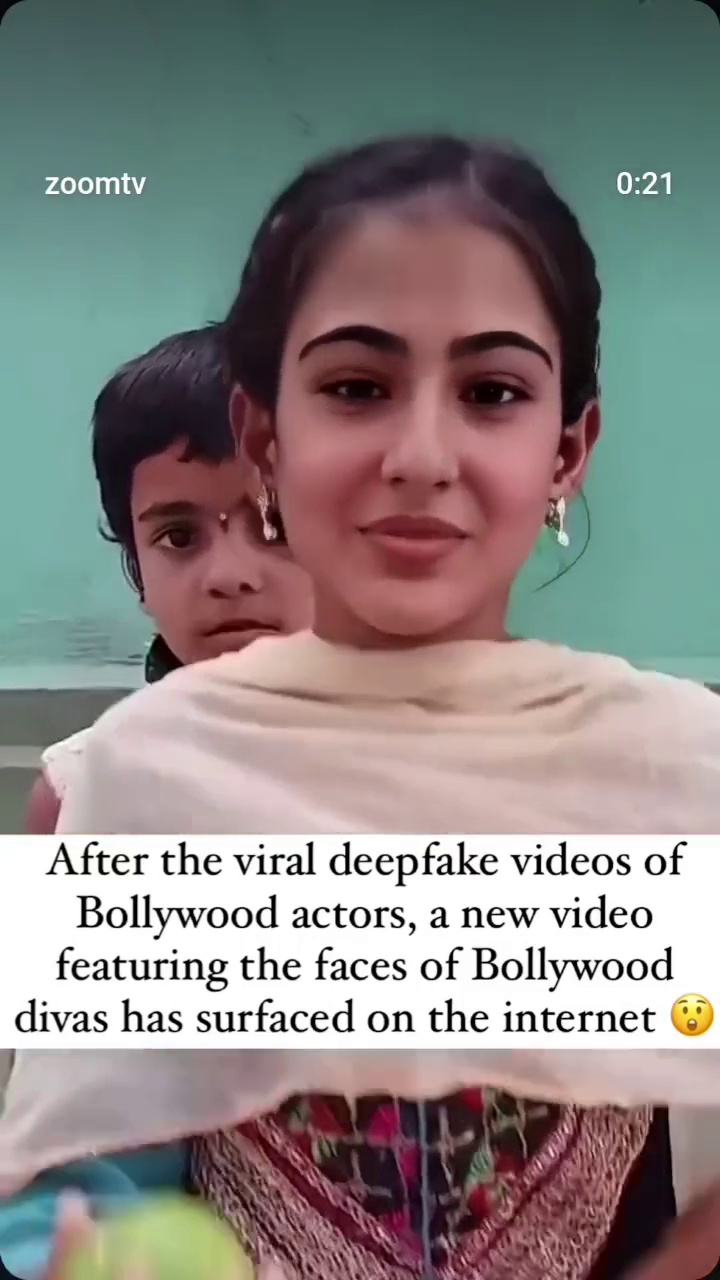 zoomtv 0:21
After the viral deepfake videos of
Bollywood actors, a new video
featuring the faces of Bollywood
divas has surfaced on the internet 😲